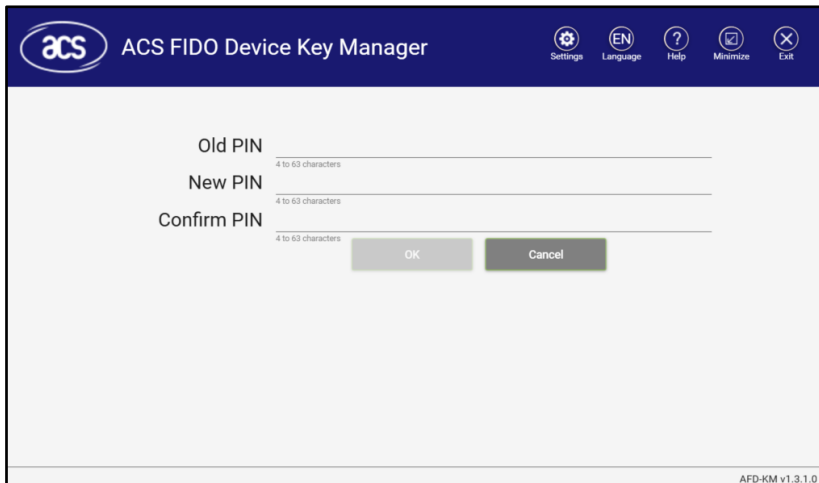 acs
ACS FIDO Device Key Manager
Settings
EN
Language
?
Help
Minimize
Exit
Old PIN
4 to 63 characters
New PIN
4 to 63 characters
Confirm PIN
4 to 63 characters
OK
Cancel
AFD-KM v1.3.1.0